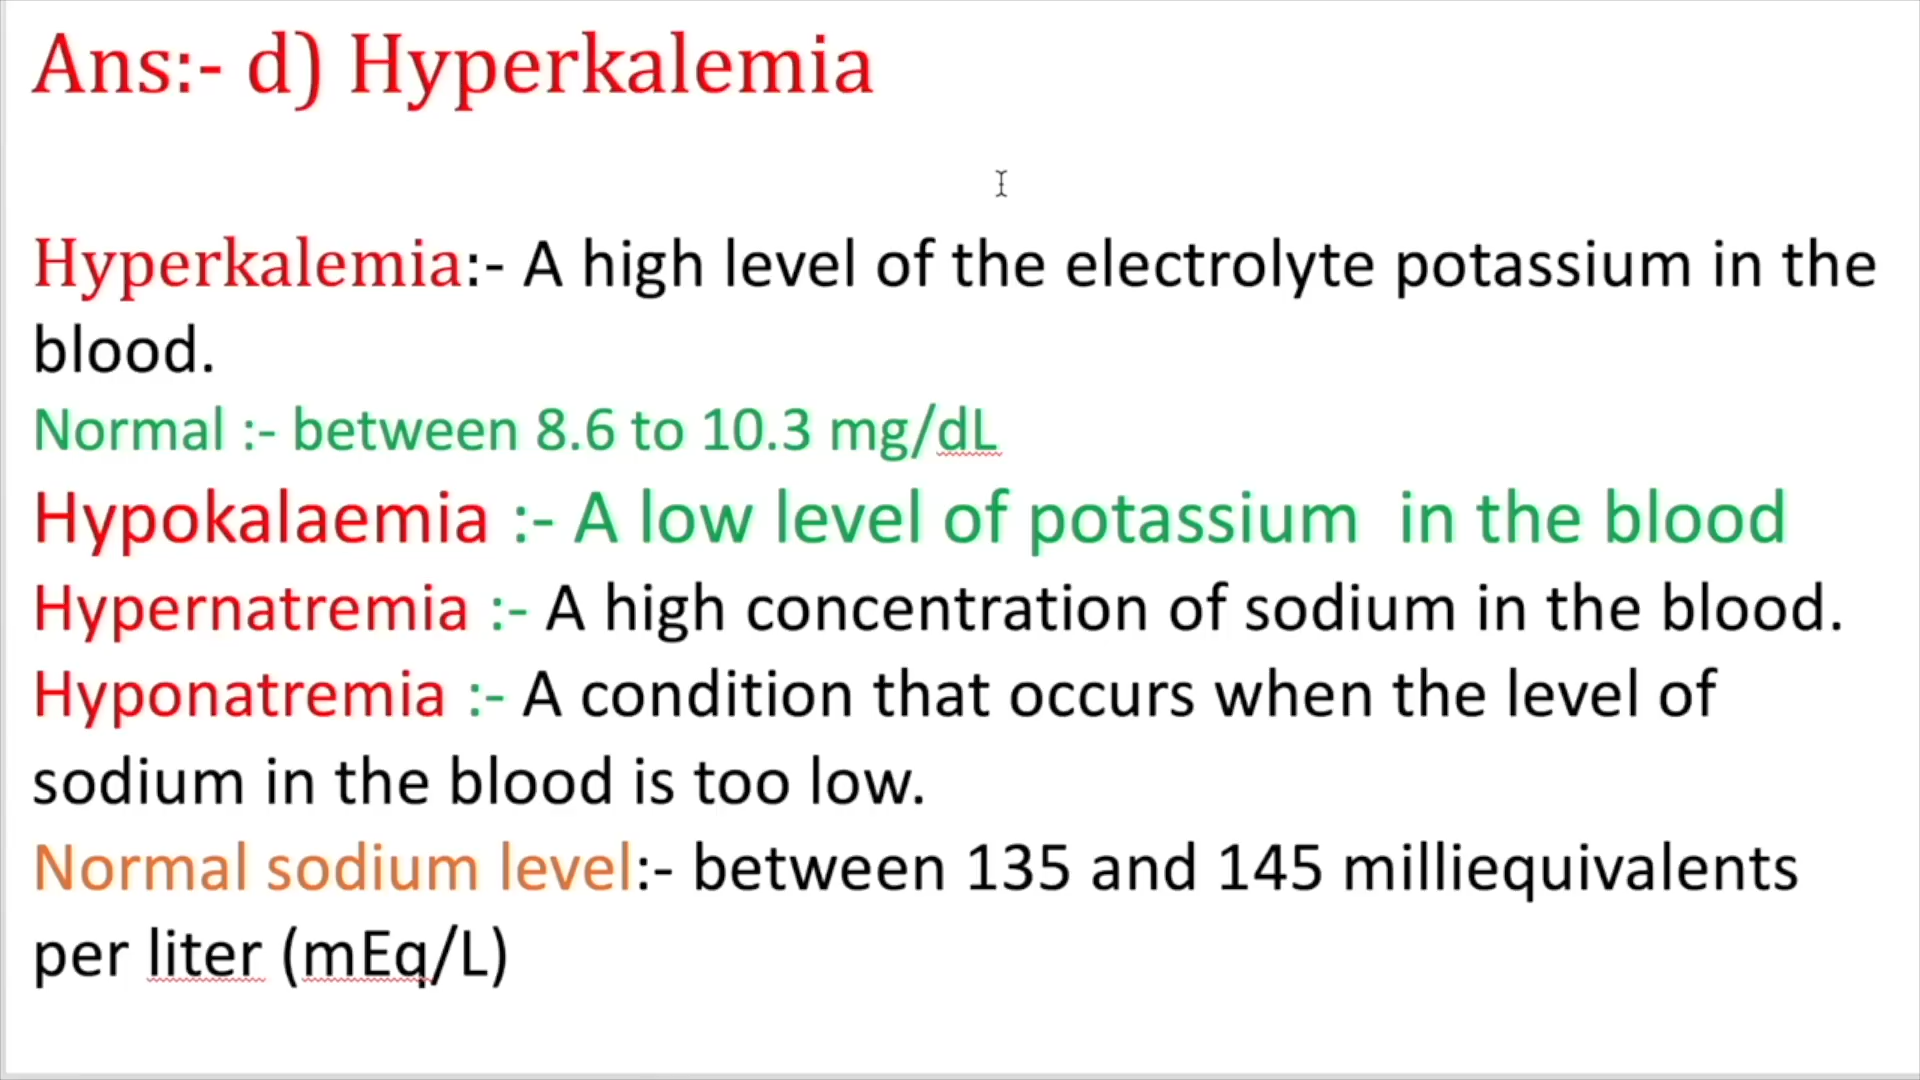 Ans:- d) Hyperkalemia
Hyperkalemia:- A high level of the electrolyte potassium in the
blood.
Normal :- between 8.6 to 10.3 mg/dL
Hypokalaemia :- A low level of potassium  in the blood
Hypernatremia :- A high concentration of sodium in the blood.
Hyponatremia :- A condition that occurs when the level of
sodium in the blood is too low.
Normal sodium level:- between 135 and 145 milliequivalents
per liter (mEq/L)